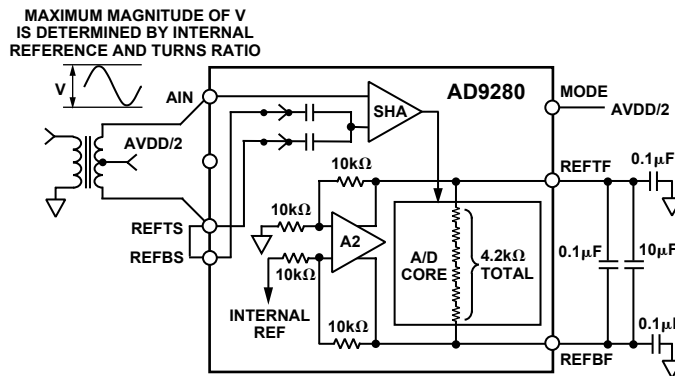 MAXIMUM MAGNITUDE OF V
IS DETERMINED BY INTERNAL
REFERENCE AND TURNS RATIO
V
AIN
AVDD/2
REFTS
REFBS
SHA
AD9280
MODE
AVDD/2
10kΩ
10kΩ
A2
10kΩ
INTERNAL
REF
10kΩ
A/D
CORE
4.2kΩ
TOTAL
REFTF
0.1μF
0.1μF
10μF
0.1μF
REFBF